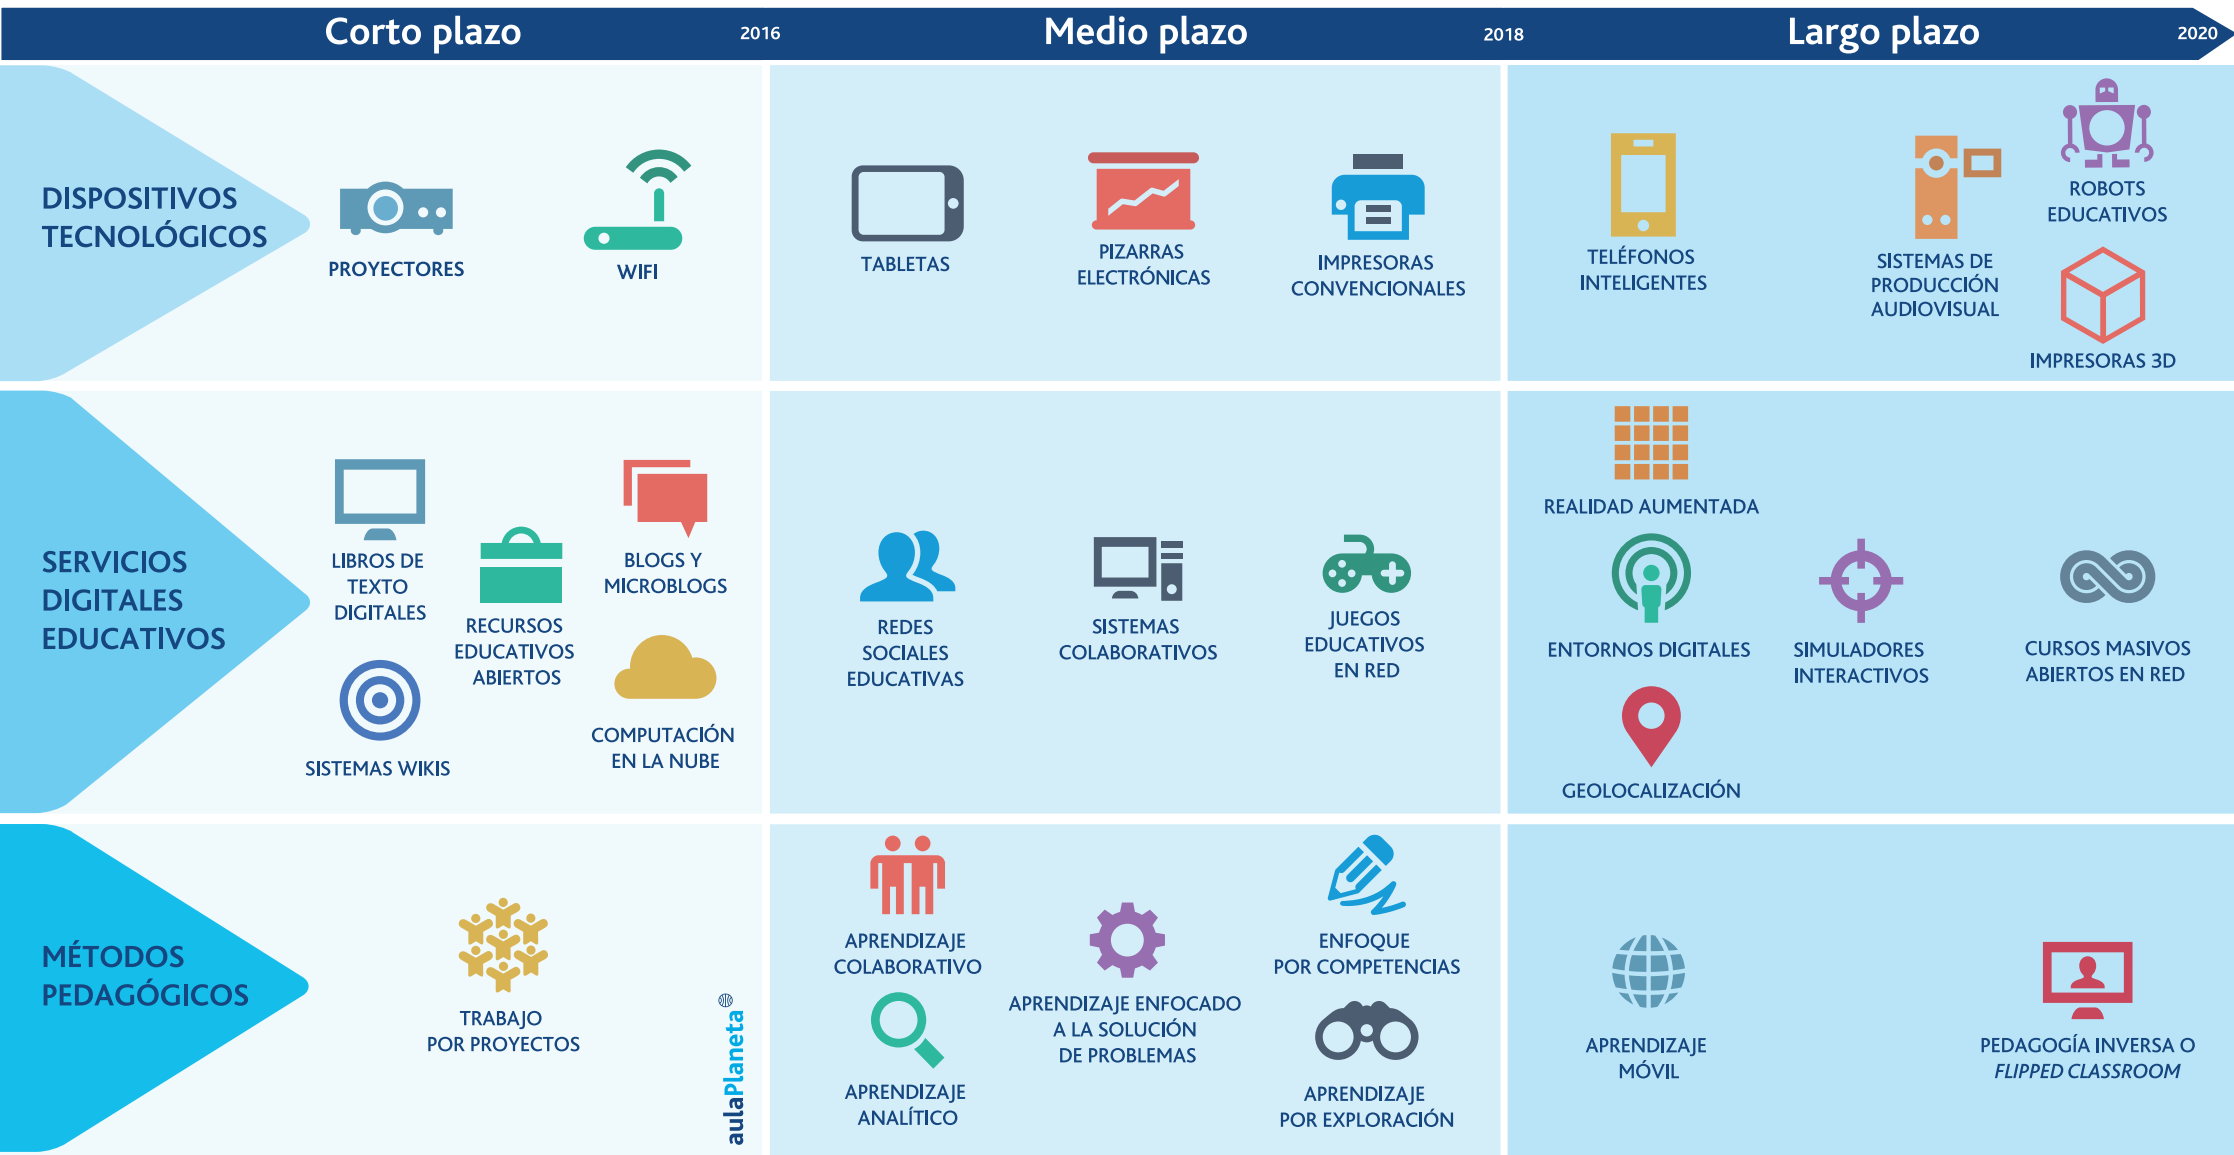 Corto plazo
2016
Medio plazo
2018
Largo plazo
2020
DISPOSITIVOS
TECNOLÓGICOS
PROYECTORES
WIFI
TABLETAS
PIZARRAS
ELECTRÓNICAS
IMPRESORAS
CONVENCIONALES
TELÉFONOS
INTELIGENTES
SISTEMAS DE
PRODUCCIÓN
AUDIOVISUAL
ROBOTS
EDUCATIVOS
IMPRESORAS 3D
SERVICIOS
DIGITALES
EDUCATIVOS
LIBROS DE
TEXTO
DIGITALES
RECURSOS
EDUCATIVOS
ABIERTOS
BLOGS Y
MICROBLOGS
SISTEMAS WIKIS
COMPUTACIÓN
EN LA NUBE
REDES
SOCIALES
EDUCATIVAS
SISTEMAS
COLABORATIVOS
JUEGOS
EDUCATIVOS
EN RED
REALIDAD AUMENTADA
ENTORNOS DIGITALES
SIMULADORES
INTERACTIVOS
CURSOS MASIVOS
ABIERTOS EN RED
GEOLOCALIZACIÓN
MÉTODOS
PEDAGÓGICOS
TRABAJO
POR PROYECTOS
aulaPlaneta
APRENDIZAJE
COLABORATIVO
APRENDIZAJE
ANALÍTICO
APRENDIZAJE ENFOCADO
A LA SOLUCIÓN
DE PROBLEMAS
ENFOQUE
POR COMPETENCIAS
APRENDIZAJE
POR EXPLORACIÓN
APRENDIZAJE
MÓVIL
PEDAGOGÍA INVERSA O
FLIPPED CLASSROOM